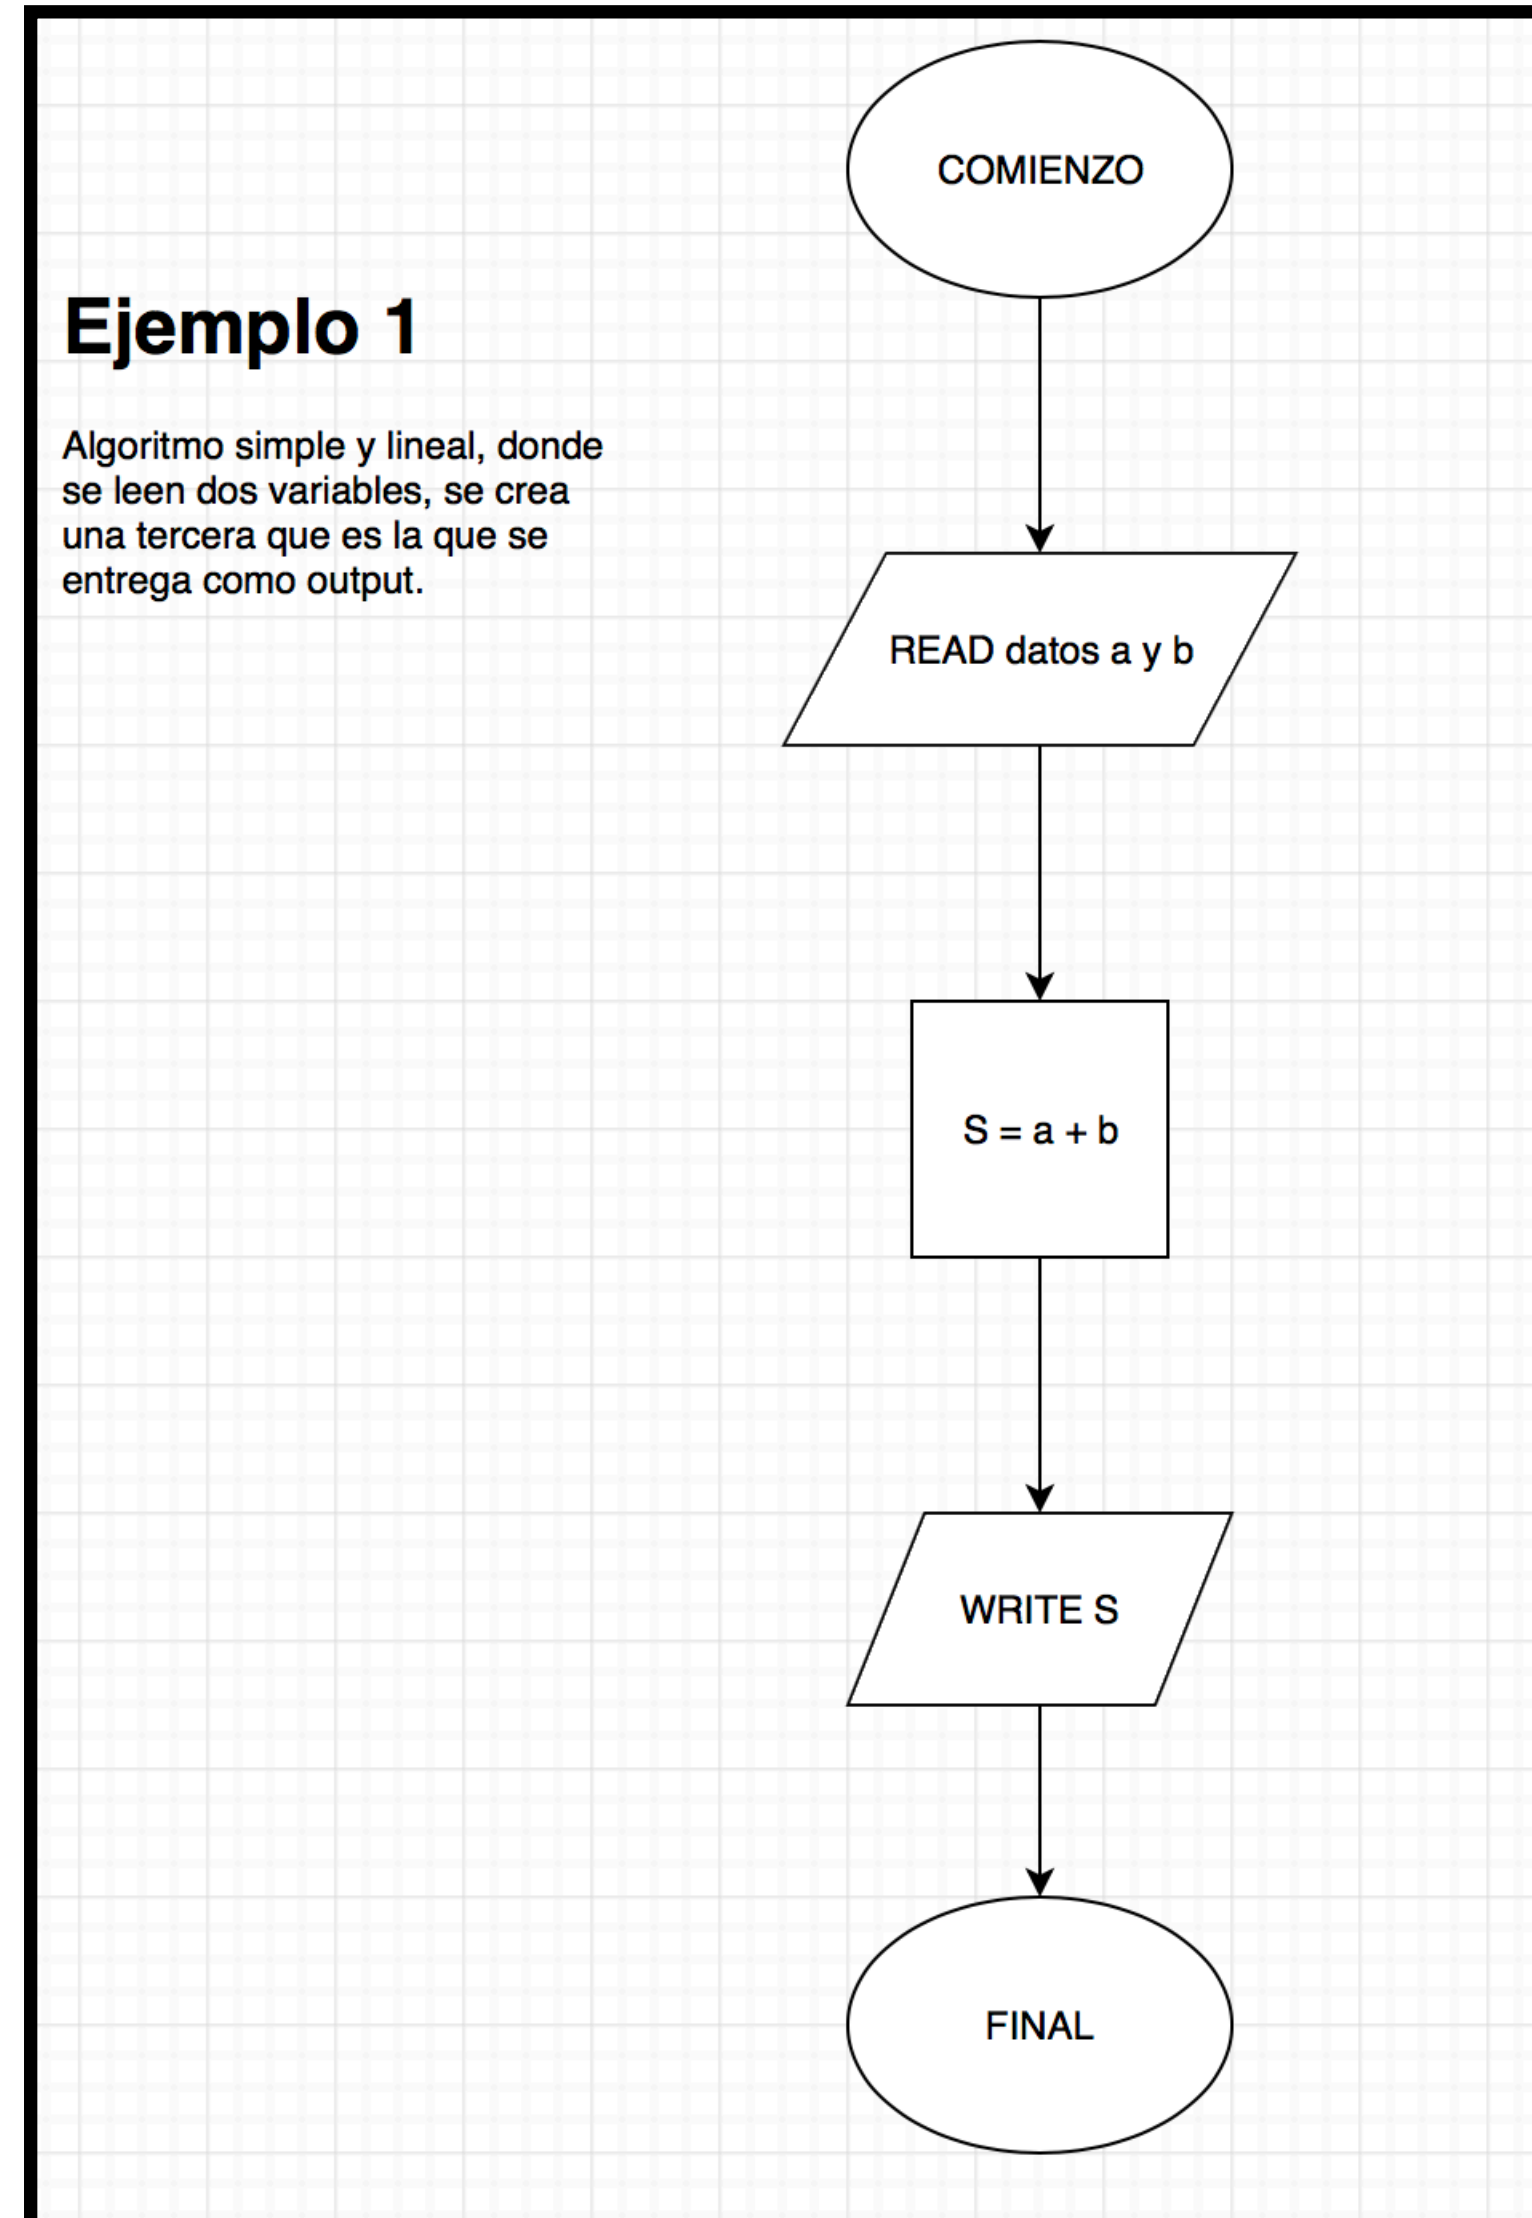 COMIENZO
Ejemplo 1
Algoritmo simple y lineal, donde
se leen dos variables, se crea
una tercera que es la que se
entrega como output.
READ datos a y b
S = a + b
WRITE S
FINAL